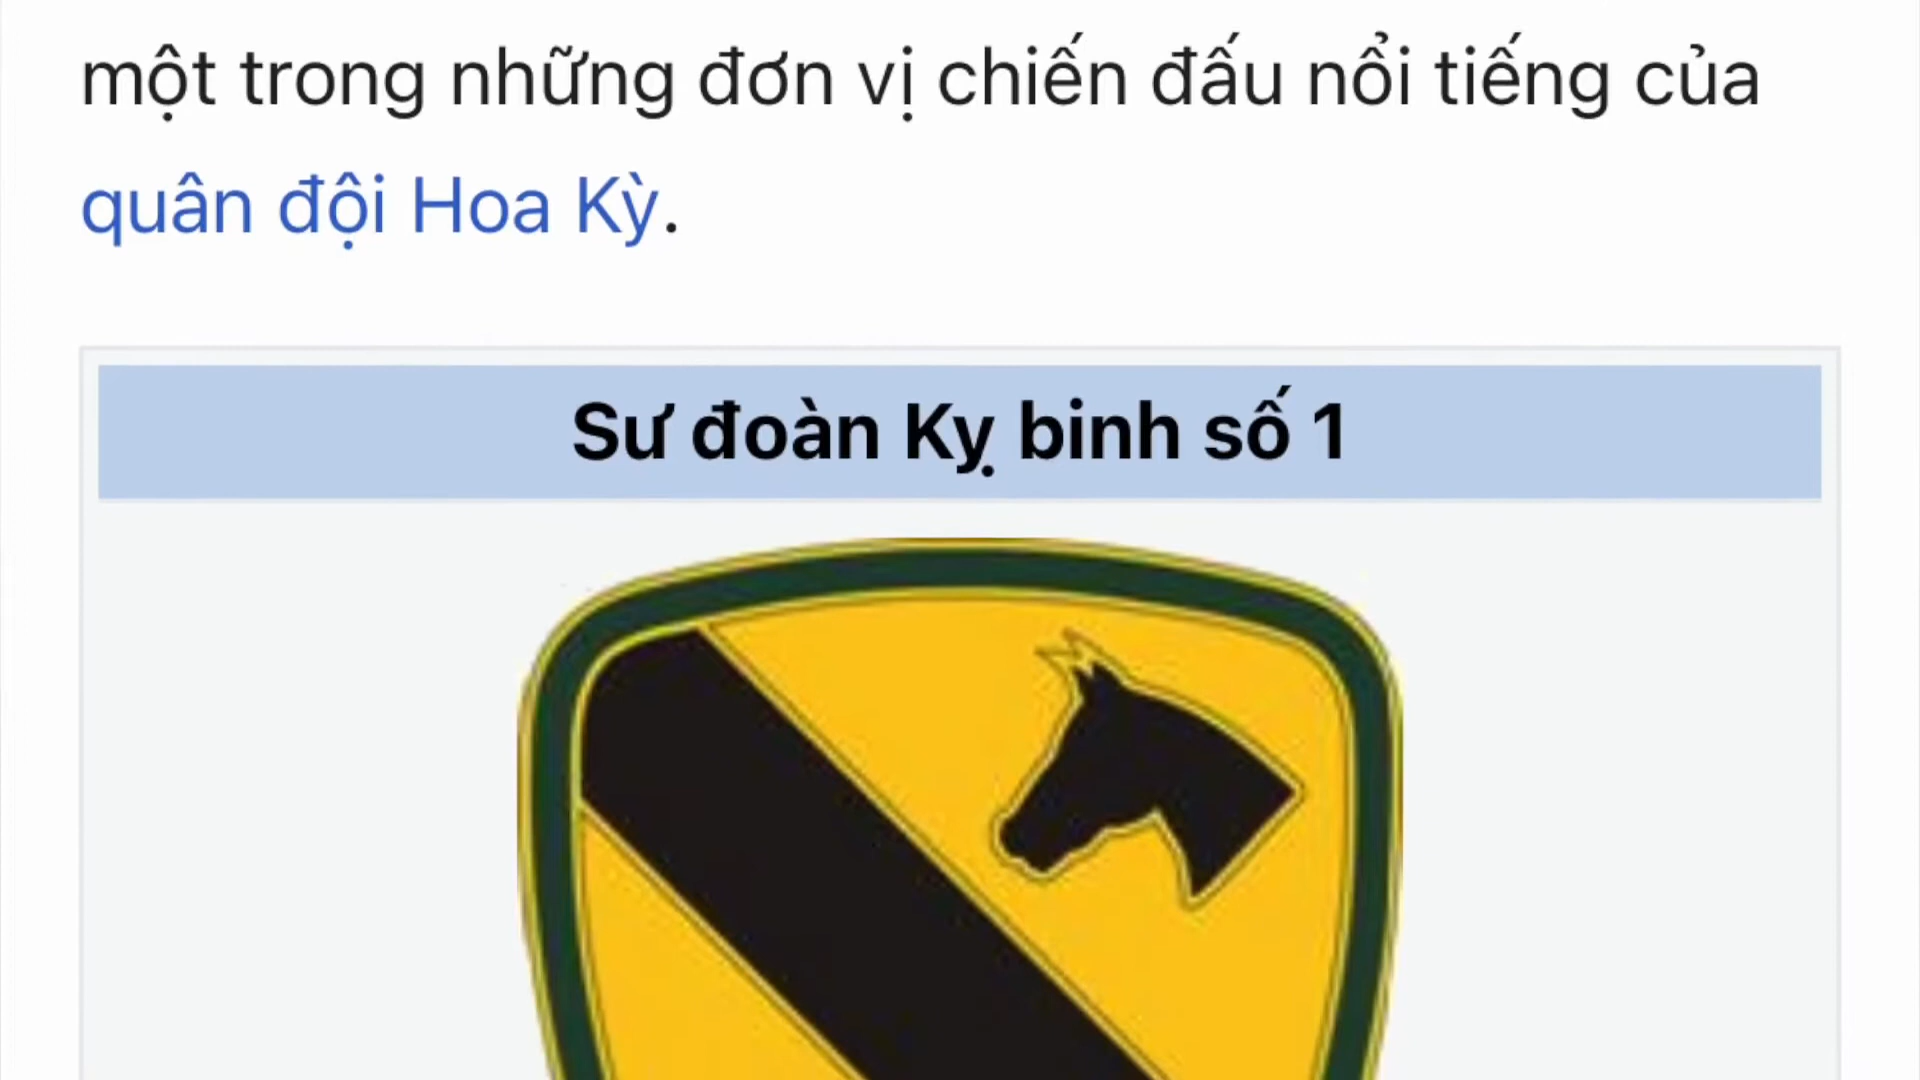 một trong những đơn vị chiến đấu nổi tiếng của
quân đội Hoa Kỳ.
Sư đoàn Kỵ binh số 1